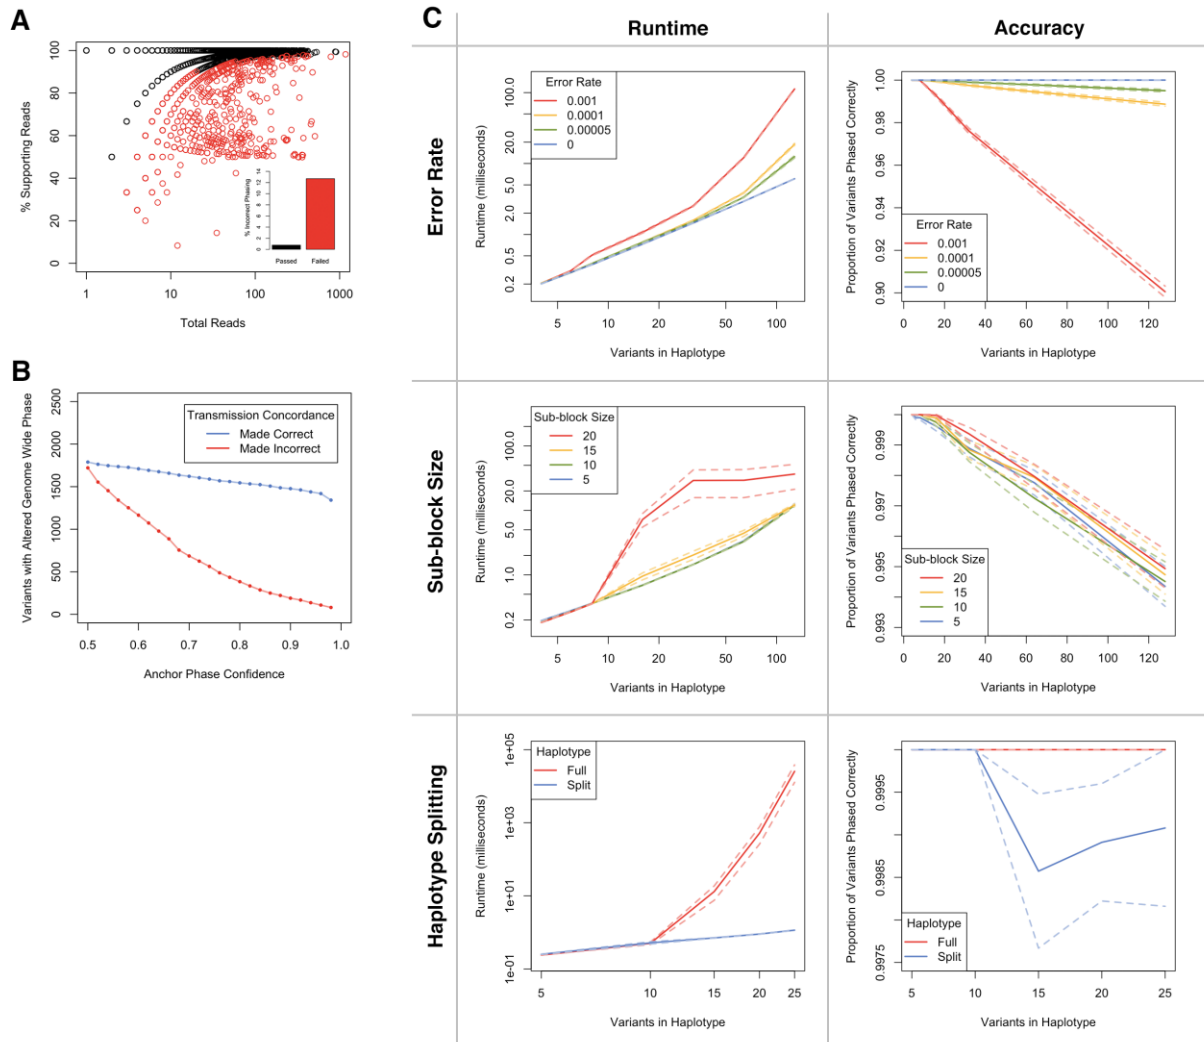 A
% Supporting Reads
100
80
60
40
20
0
1
10
100
1000
Total Reads
% Incorrect Phasing
14
12
10
8
6
4
2
0
Passed
Failed
B
Variants with Altered Genome Wide Phase
2500
2000
1500
1000
500
0
Transmission Concordance
Made Correct
Made Incorrect
0.5
0.6
0.7
0.8
0.9
1.0
Anchor Phase Confidence
C
Runtime
Accuracy
Error Rate
Runtime (milliseconds)
100.0
20.0
5.0
2.0
0.5
0.2
Error Rate
0.001
0.0001
0.00005
0
5
10
20
50
100
Variants in Haplotype
Proportion of Variants Phased Correctly
1.00
0.98
0.96
0.94
0.92
0.90
Error Rate
0.001
0.0001
0.00005
0
0
20
40
60
80
100
120
Variants in Haplotype
Sub-block Size
Runtime (milliseconds)
100.0
20.0
5.0
1.0
0.2
Sub-block Size
20
15
10
5
5
10
20
50
100
Variants in Haplotype
Proportion of Variants Phased Correctly
0.999
0.997
0.995
0.993
Sub-block Size
20
15
10
5
0
20
40
60
80
100
120
Variants in Haplotype
Haplotype Splitting
Runtime (milliseconds)
1e+05
1e+03
1e+01
1e-01
Haplotype
Full
Split
5
10
15
20
25
Variants in Haplotype
Proportion of Variants Phased Correctly
0.9995
0.9985
0.9975
Haplotype
Full
Split
5
10
15
20
25
Variants in Haplotype